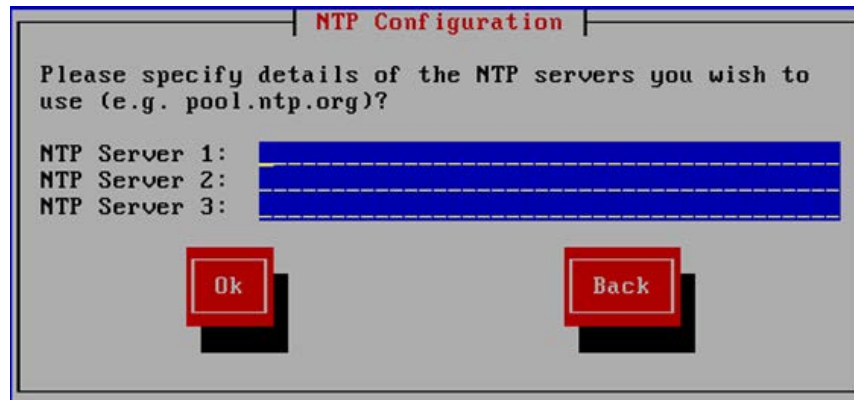 NTP Configuration
Please specify details of the NTP servers you wish to
use (e.g. pool.ntp.org)?
NTP Server 1:
NTP Server 2:
NTP Server 3:
Ok Back